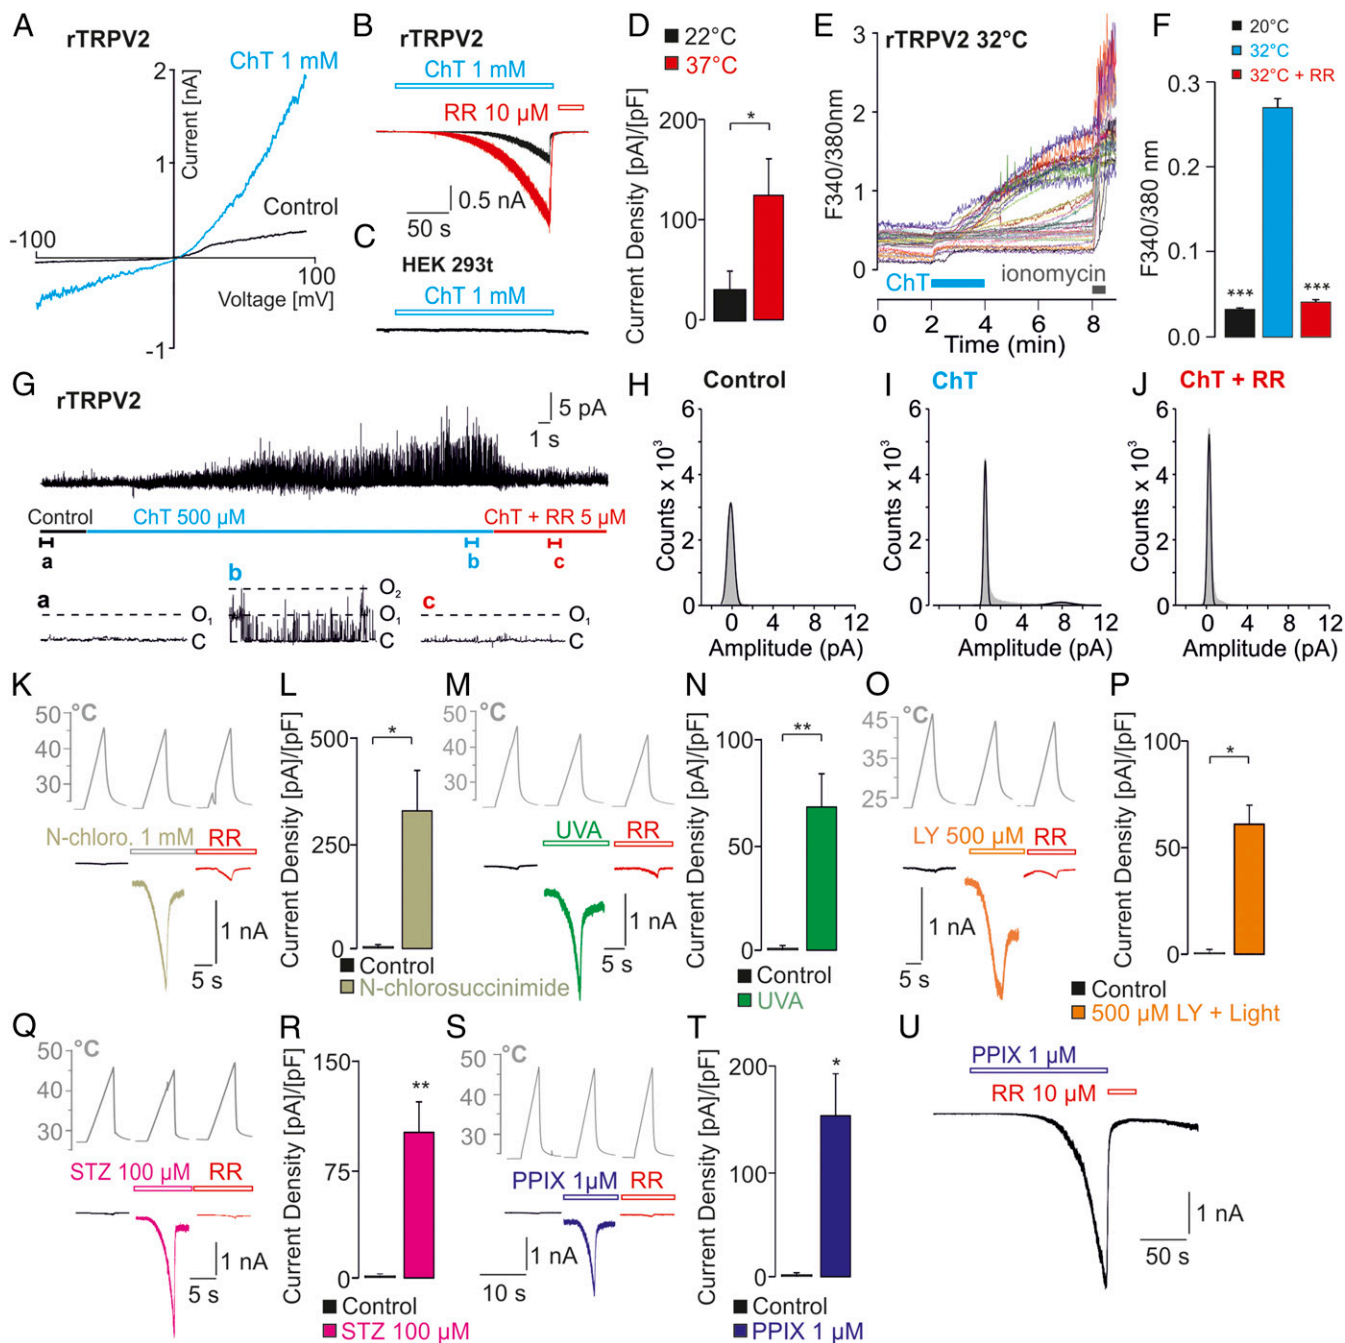 A
rTRPV2
ChT 1 mM
Current [nA]
2
1
-1
Control
-100
100
Voltage [mV]
B
rTRPV2
ChT 1 mM
RR 10 µM
0.5 nA
50 s
C
HEK 293t
ChT 1 mM
D
22°C
37°C
Current Density [pA]/[pF]
200
100
0
*
E
rTRPV2 32°C
F340/380nm
3
2
1
0
ChT
ionomycin
0 2 4 6 8
Time (min)
F
20°C
32°C
32°C + RR
F340/380 nm
0.3
0.2
0.1
0.0
***
***
G
rTRPV2
5 pA
1 s
Control
ChT 500 µM
ChT + RR 5 µM
a
b
c
a
O1
C
b
O2
O1
C
c
O1
C
H
Control
Counts x 10³
6
4
2
0
0 4 8 12
Amplitude (pA)
I
ChT
Counts x 10³
6
4
2
0
0 4 8 12
Amplitude (pA)
J
ChT + RR
Counts x 10³
6
4
2
0
0 4 8 12
Amplitude (pA)
K
50
°C
40
30
N-chloro. 1 mM
RR
1 nA
5 s
L
Current Density [pA]/[pF]
500
250
0
*
Control
N-chlorosuccinimide
M
50
°C
40
30
UVA
RR
1 nA
5 s
N
Current Density [pA]/[pF]
100
50
0
**
Control
UVA
O
°C
45
35
25
LY 500 µM
RR
1 nA
5 s
P
Current Density [pA]/[pF]
100
50
0
*
Control
500 µM LY + Light
Q
50
°C
40
30
STZ 100 µM
RR
1 nA
5 s
R
Current Density [pA]/[pF]
150
75
0
**
Control
STZ 100 µM
S
50
°C
40
30
PPIX 1µM
RR
1 nA
10 s
T
Current Density [pA]/[pF]
200
100
0
*
Control
PPIX 1 µM
U
PPIX 1 µM
RR 10 µM
1 nA
50 s